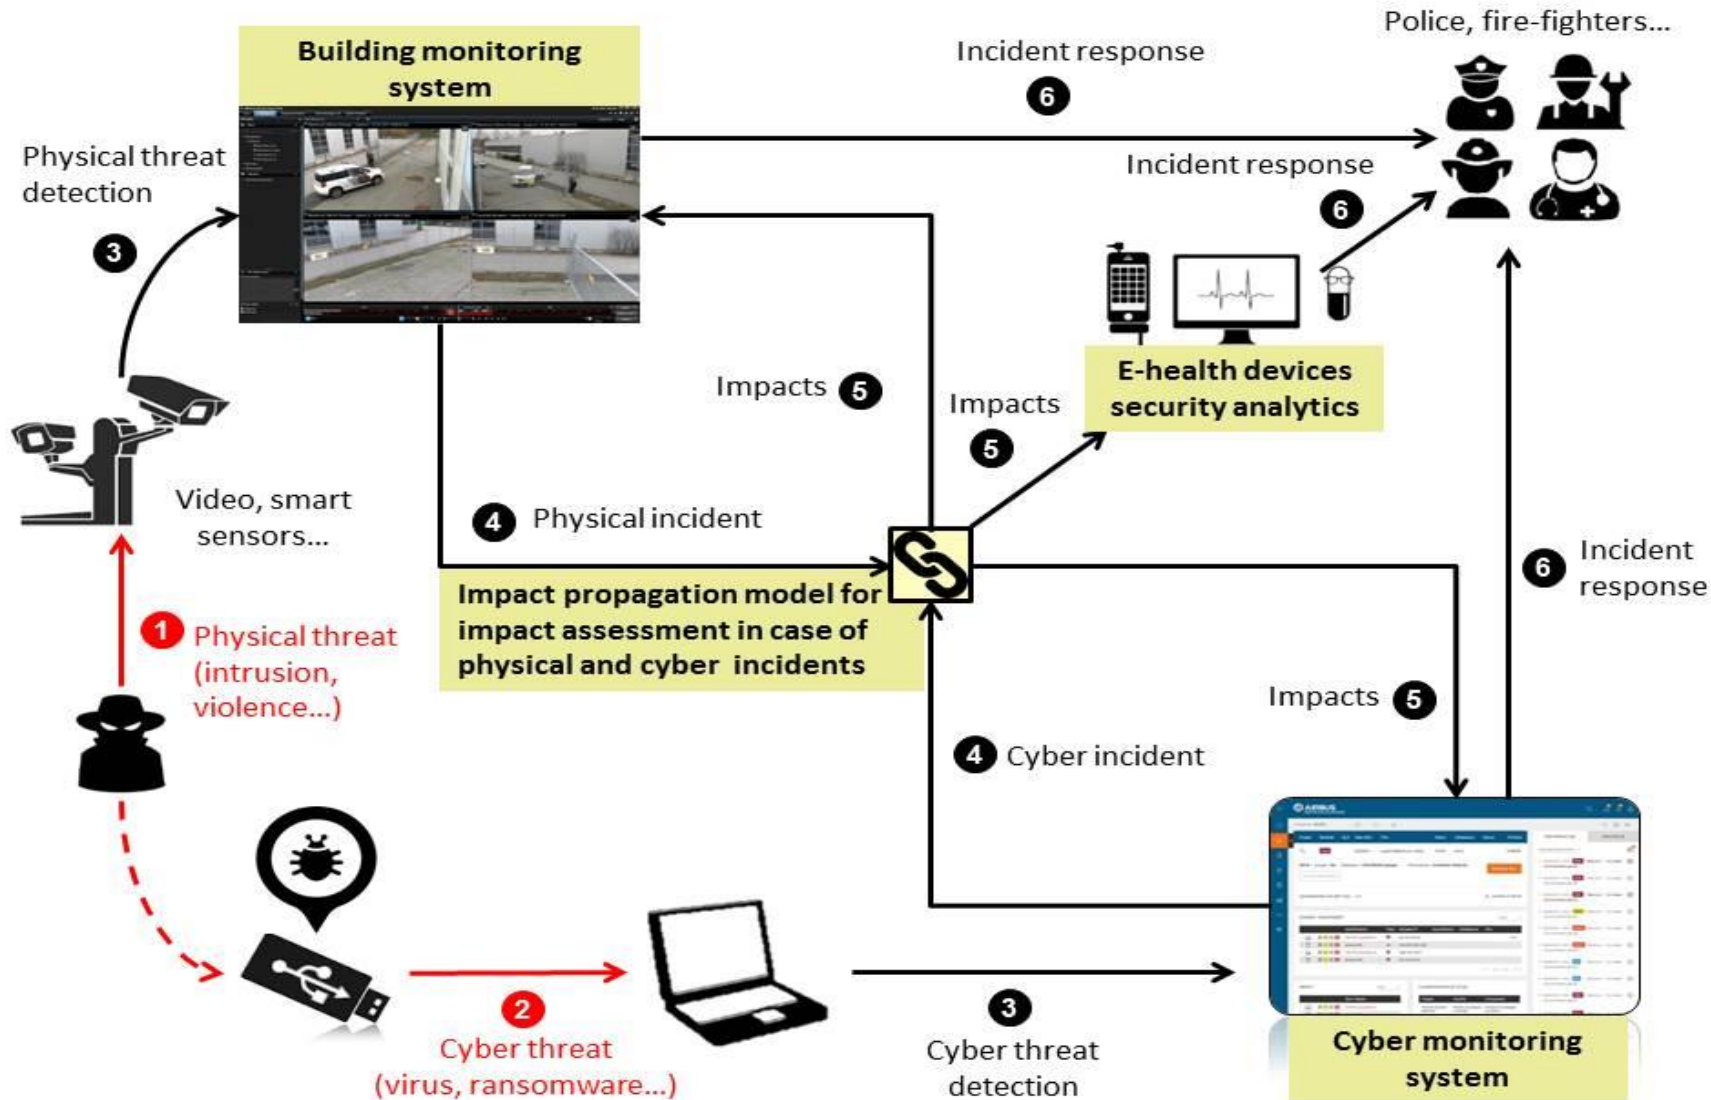 Police, fire-fighters...
Building monitoring
system
Incident response
6
Physical threat
detection
3
Incident response
6
E-health devices
security analytics
Impacts 5
Impacts
5
Video, smart
sensors...
4 Physical incident
6 Incident
response
Impact propagation model for
impact assessment in case of
physical and cyber incidents
1 Physical threat
(intrusion,
violence...)
Impacts 5
4 Cyber incident
AIRBUS
2
Cyber threat
(virus, ransomware...)
3
Cyber threat
detection
Cyber monitoring
system